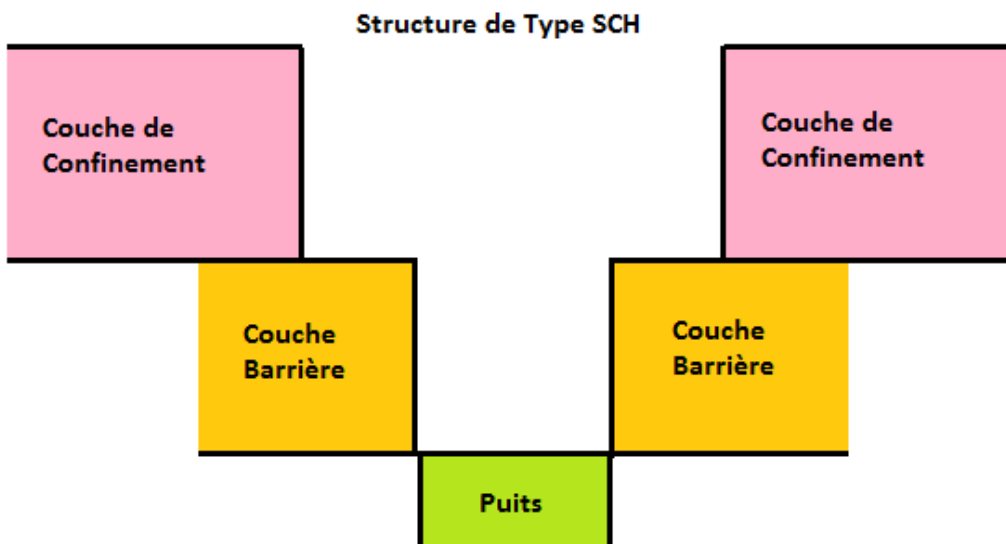 Structure de Type SCH
Couche de
Confinement
Couche de
Confinement
Couche
Barrière
Couche
Barrière
Puits